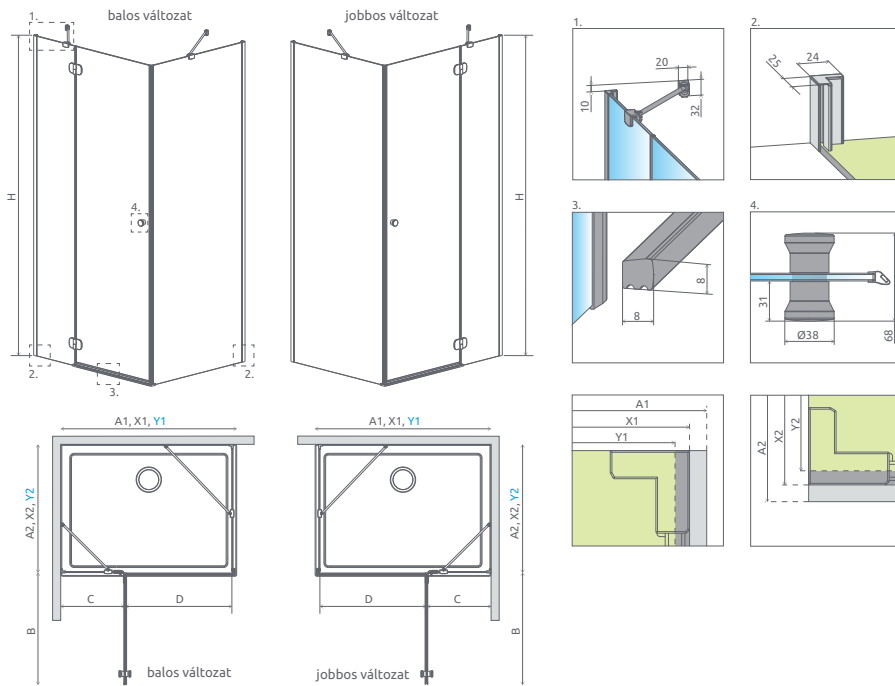 1.
balos változat
jobbos változat
H
4.
2.
3.
2.
H
1.
20
10
32
2.
25
24
3.
8
8
4.
31
Ø38
68
A1, X1, Y1
A2, X2, Y2
C
D
B
balos változat
A1, X1, Y1
A2, X2, Y2
D
C
B
jobbos változat
A1
X1
Y1
A2
X2
Y2